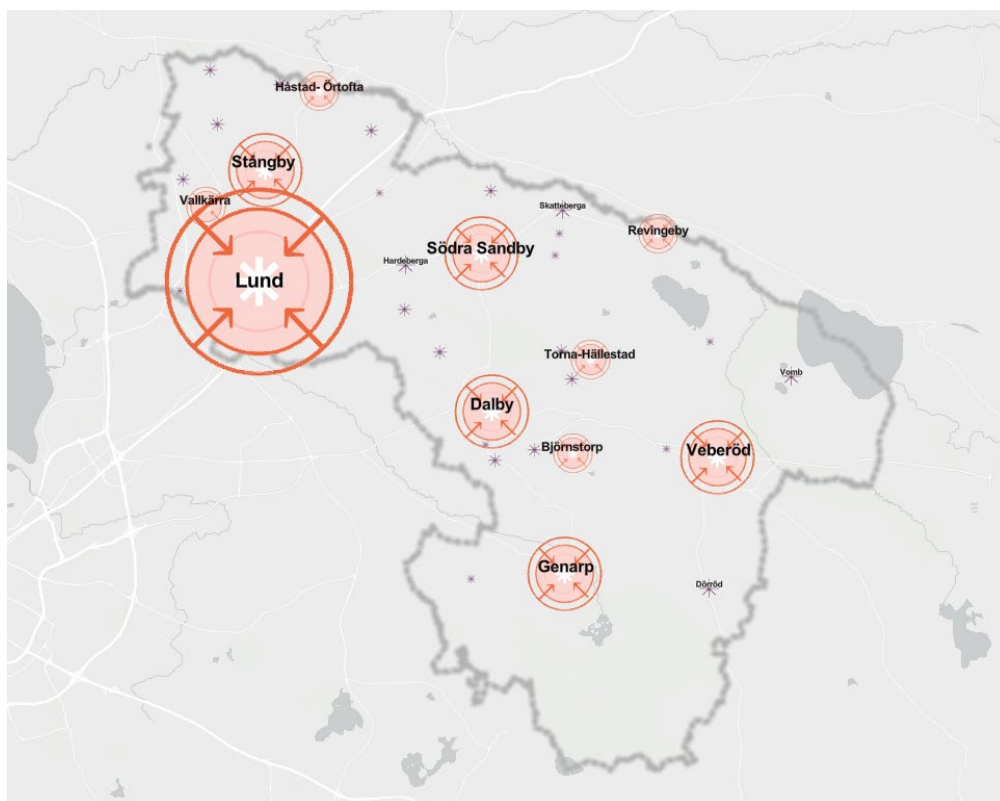 Håstad- Örtofta
Stångby
Vallkärra
Skatteberga
Revingeby
Södra Sandby
Hardeberga
Lund
Torna-Hällestad
Vomb
Dalby
Björnstorp
Veberöd
Genarp
Dörröd